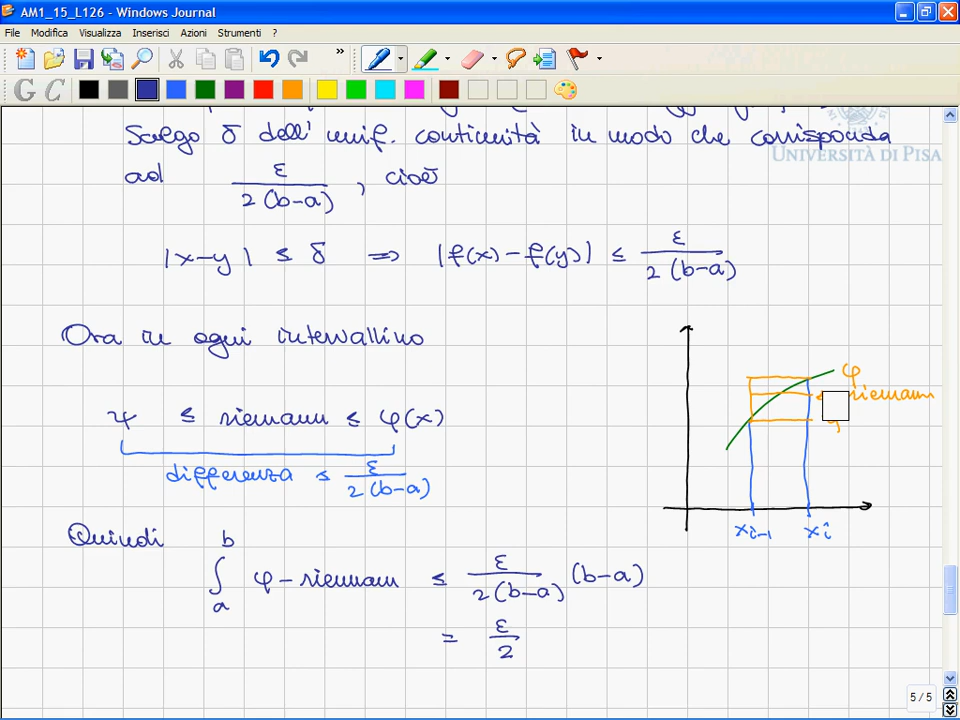 AM1_15_L126 - Windows Journal
File Modifica Visualizza Inserisci Azioni Strumenti ?
Scelgo δ dell' unif. continuità in modo che corrisponda
UNIVERSITÀ DI PISA
ad ε / 2(b-a) , cioè
|x-y| ≤ δ ⇒ |f(x)-f(y)| ≤ ε / 2(b-a)
Ora in ogni intervallino
φ
riemann
ψ ≤ riemann ≤ φ(x)
differenza ≤ ε / 2(b-a)
x_{i-1} x_i
Quindi
∫_a^b φ - riemann ≤ ε / 2(b-a) (b-a)
= ε / 2
5 / 5